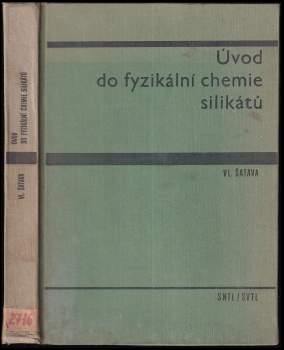 Úvod
do fyzikální chemie
silikátů
VL. ŠATAVA
SNTL/SVTL
ÚVOD
DO FYZIKÁLNÍ CHEMIE SILIKÁTŮ
VL. ŠATAVA
2716